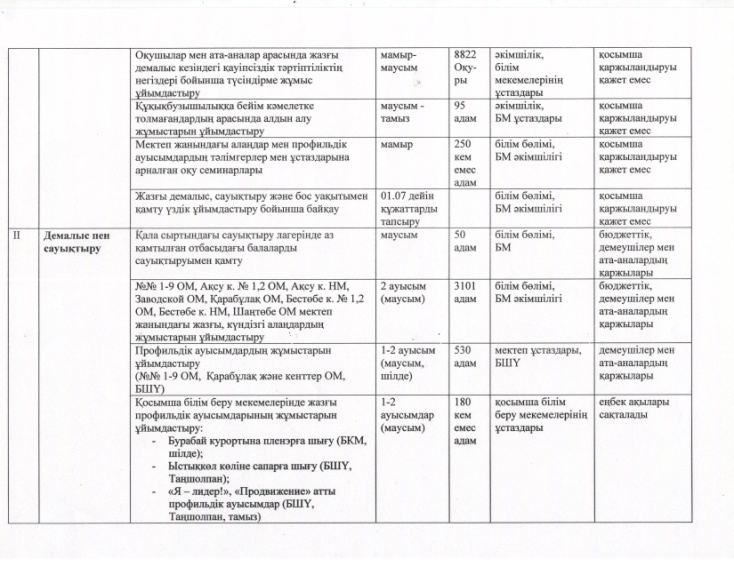 Оқушылар мен ата-аналар арасында жазғы
демалыс кезіндегі қауіпсіздік тәртіптіліктің
негіздері бойынша түсіндірме жұмыс
ұйымдастыру
мамыр-
маусым
8822
Оқу-
ры
әкімшілік,
білім
мекемелерінің
ұстаздары
қосымша
қаржыландыруы
қажет емес
Құқықбузышылыққа бейім кәмелетке
толмағандардың арасында алдын алу
жұмыстарын ұйымдастыру
маусым -
тамыз
95
адам
әкімшілік,
БМ ұстаздары
қосымша
қаржыландыруы
қажет емес
Мектеп жанындағы алаңдар мен профильдік
ауысымдардың тәлімгерлер мен ұстаздарына
арналған оқу семинарлары
мамыр
250
кем
емес
адам
білім бөлімі,
БМ әкімшілігі
қосымша
қаржыландыруы
қажет емес
Жазғы демалыс, сауықтыру және бос уақытымен
қамту үздік ұйымдастыру бойынша байқау
01.07 дейін
құжаттарды
тапсыру
білім бөлімі,
БМ әкімшілігі
қосымша
қаржыландыруы
қажет емес
II
Демалыс пен
сауықтыру
Қала сыртындағы сауықтыру лагерінде аз
қамтылған отбасыдағы балаларды
сауықтыруымен қамту
маусым
50
адам
білім бөлімі,
БМ
бюджеттік,
демеушілер мен
ата-аналардың
қаржылары
№№ 1-9 ОМ, Ақсу к. № 1,2 ОМ, Ақсу к. НМ,
Заводской ОМ, Қарабұлақ ОМ, Бестөбе к. № 1,2
ОМ, Бестөбе к. НМ, Шаңтөбе ОМ мектеп
жанындағы жазғы, күндізгі алаңдардың
жұмыстарын ұйымдастыру
2 ауысым
(маусым)
3101
адам
білім бөлімі,
БМ әкімшілігі
бюджеттік,
демеушілер мен
ата-аналардың
қаржылары
Профильдік ауысымдардың жұмыстарын
ұйымдастыру
(№№ 1-9 ОМ, Қарабұлақ және кенттер ОМ,
БШҮ)
1-2 ауысым
(маусым,
шілде)
530
адам
мектеп ұстаздары,
БШҮ
демеушілер мен
ата-аналардың
қаржылары
Қосымша білім беру мекемелерінде жазғы
профильдік ауысымдарының жұмыстарын
ұйымдастыру:
- Бурабай курортына пленэрға шығу (БКМ,
шілде);
- Ыстықкөл көліне сапарға шығу (БШҮ,
Таңшолпан);
- «Я – лидер!», «Продвижение» атты
профильдік ауысымдар (БШҮ,
Таңшолпан, тамыз)
1-2
ауысымдар
(маусым)
180
кем
емес
адам
қосымша білім
беру мекемелерінің
ұстаздары
еңбек ақылары
сақталады